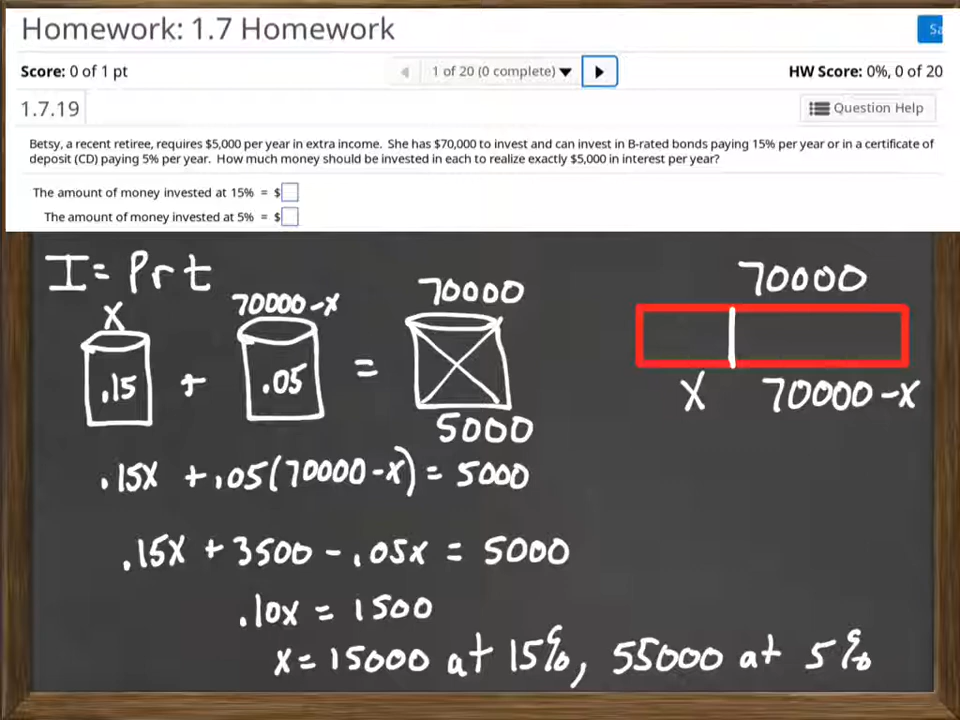 Homework: 1.7 Homework
Sa
Score: 0 of 1 pt
1 of 20 (0 complete)
HW Score: 0%, 0 of 20
1.7.19
Question Help
Betsy, a recent retiree, requires $5,000 per year in extra income. She has $70,000 to invest and can invest in B-rated bonds paying 15% per year or in a certificate of
deposit (CD) paying 5% per year. How much money should be invested in each to realize exactly $5,000 in interest per year?
The amount of money invested at 15% = $
The amount of money invested at 5% = $
I = Prt
x 70000-x 70000
.15 + .05 =
5000
70000
x 70000-x
.15x + .05(70000-x) = 5000
.15x + 3500 - .05x = 5000
.10x = 1500
x = 15000 at 15%, 55000 at 5%